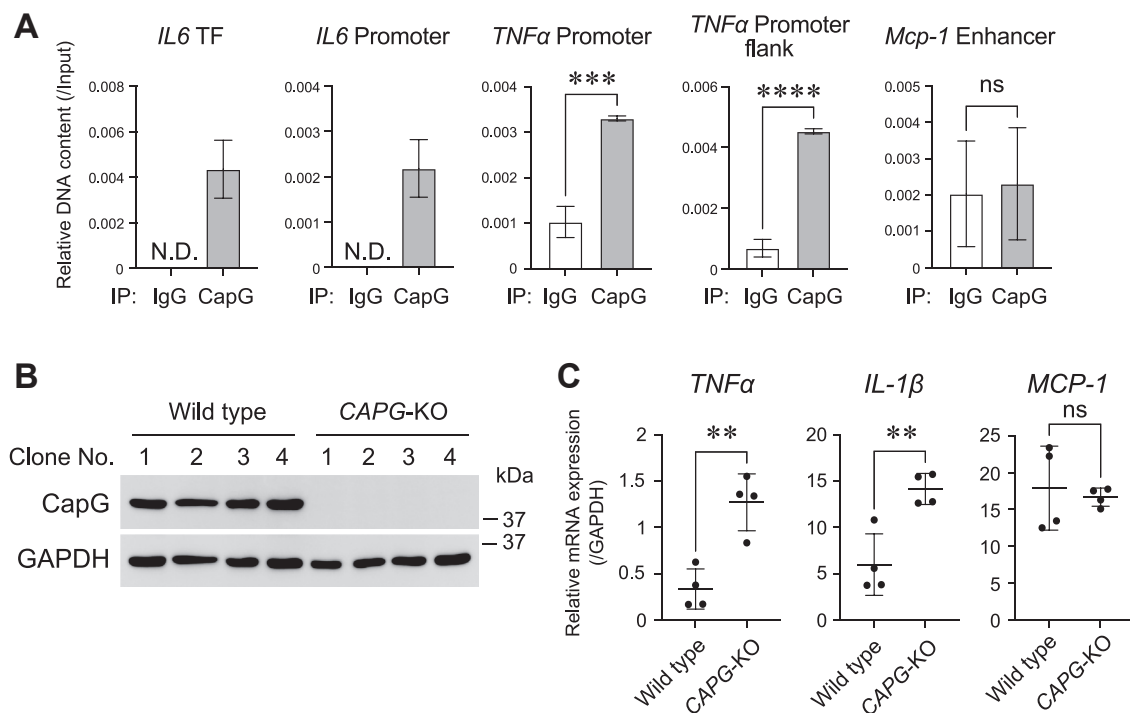 A
IL6 TF
IL6 Promoter
TNFα Promoter
TNFα Promoter
flank
Mcp-1 Enhancer
Relative DNA content (/Input)
0.008
0.006
0.004
0.002
0
N.D.
IP: IgG CapG
0.004
0.003
0.002
0.001
0
N.D.
IP: IgG CapG
0.004
0.003
0.002
0.001
0
***
IP: IgG CapG
0.006
0.004
0.002
0
****
IP: IgG CapG
0.005
0.004
0.003
0.002
0.001
0
ns
IP: IgG CapG
B
Wild type CAPG-KO
Clone No. 1 2 3 4 1 2 3 4
kDa
CapG
37
37
GAPDH
C
Relative mRNA expression
(/GAPDH)
TNFα
2
1.5
1
0.5
0
**
Wild type
CAPG-KO
IL-1β
20
15
10
5
0
**
Wild type
CAPG-KO
MCP-1
25
20
15
10
5
0
ns
Wild type
CAPG-KO